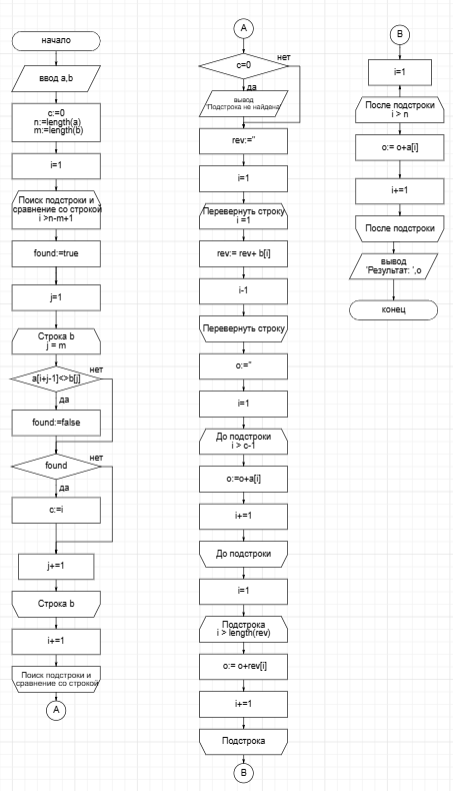 начало
ввод a,b
c:=0
n:=length(a)
m:=length(b)
i=1
Поиск подстроки и
сравнение со строкой
i >n-m+1
found:=true
j=1
Строка b
j = m
a[i+j-1]<>b[j]
нет
да
found:=false
found
нет
да
c:=i
j+=1
Строка b
i+=1
Поиск подстроки и
сравнение со строкой
A
A
c=0
нет
да
вывод
'Подстрока не найдена'
rev:=''
i=1
Перевернуть строку
i =1
rev:= rev+ b[i]
i-1
Перевернуть строку
o:=''
i=1
До подстроки
i > c-1
o:=o+a[i]
i+=1
До подстроки
i=1
Подстрока
i > length(rev)
o:= o+rev[i]
i+=1
Подстрока
B
B
i=1
После подстроки
i > n
o:= o+a[i]
i+=1
После подстроки
вывод
'Результат: ',o
конец